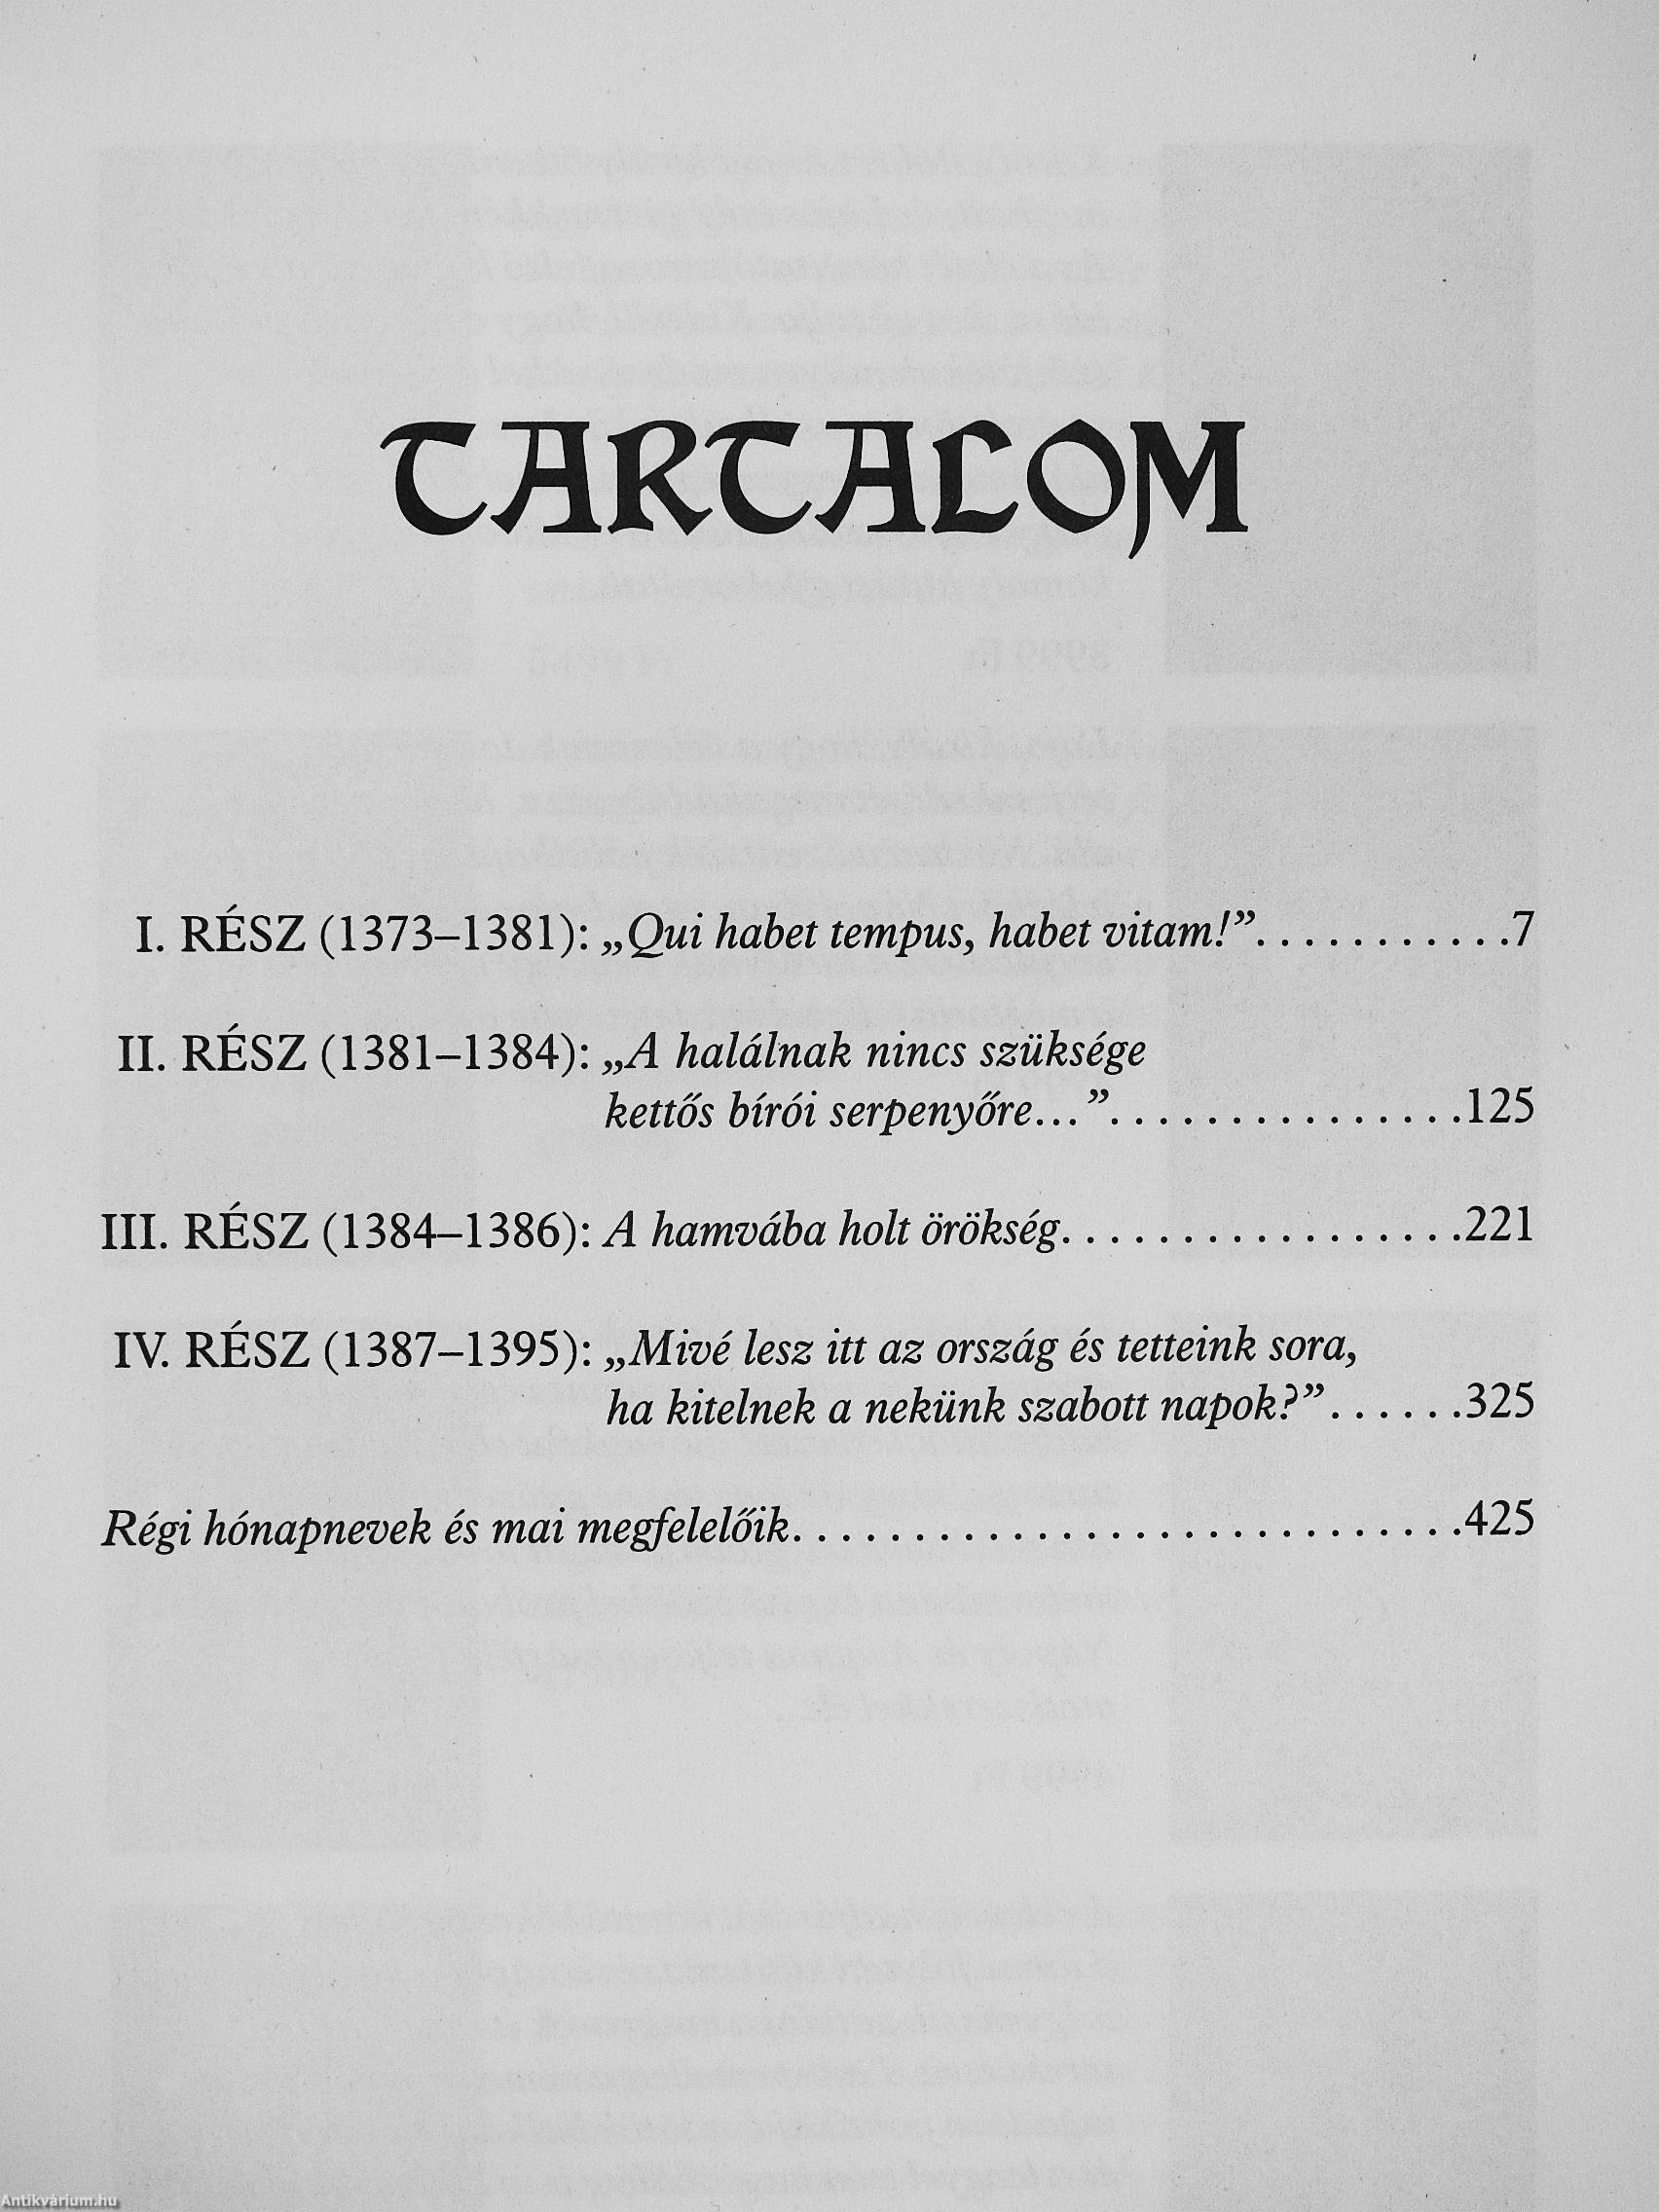 TARTALOM
I. RÉSZ (1373–1381): „Qui habet tempus, habet vitam!”. . . . . . . . . . .7
II. RÉSZ (1381–1384): „A halálnak nincs szüksége
kettős bírói serpenyőre…”. . . . . . . . . . . . . . .125
III. RÉSZ (1384–1386): A hamvába holt örökség. . . . . . . . . . . . . . . . .221
IV. RÉSZ (1387–1395): „Mivé lesz itt az ország és tetteink sora,
ha kitelnek a nekünk szabott napok?”. . . . . .325
Régi hónapnevek és mai megfelelőik. . . . . . . . . . . . . . . . . . . . . . . . . . . .425
Antikvárium.hu